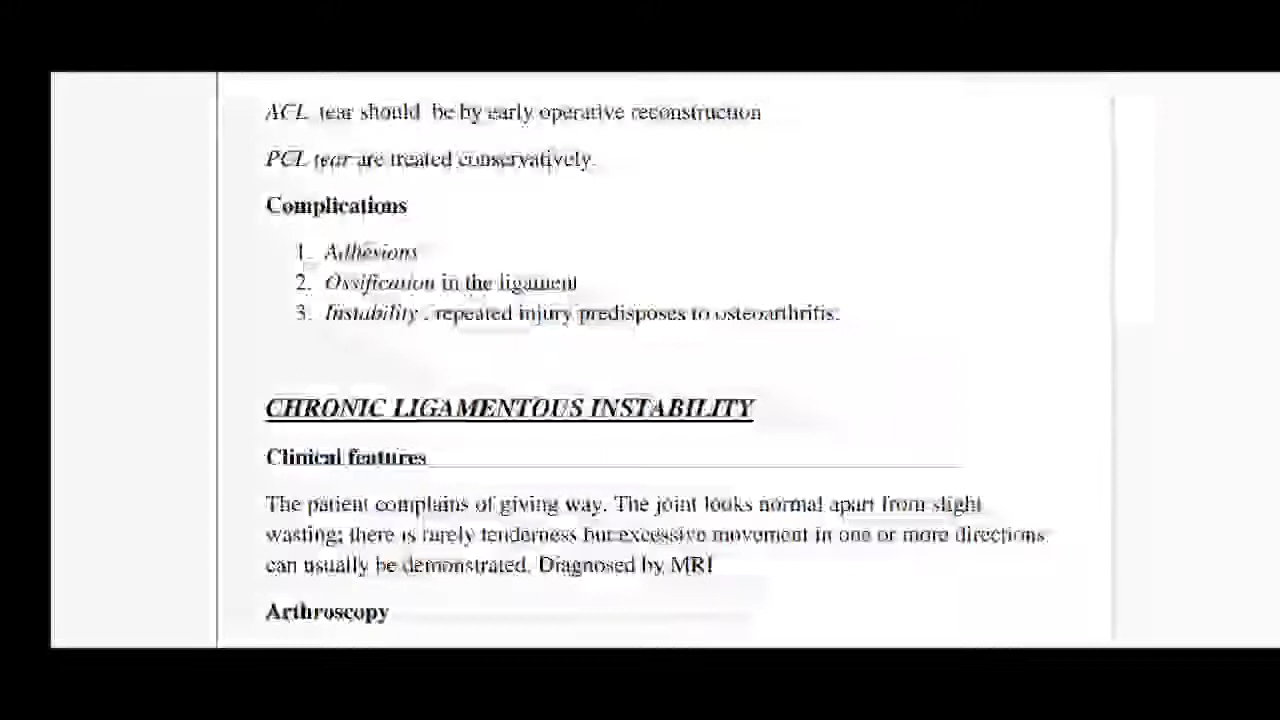 ACL tear should be by early operative reconstruction
PCL tear are treated conservatively.
Complications
1. Adhesions
2. Ossification in the ligament
3. Instability . repeated injury predisposes to osteoarthritis.
CHRONIC LIGAMENTOUS INSTABILITY
Clinical features
The patient complains of giving way. The joint looks normal apart from slight
wasting; there is rarely tenderness but excessive movement in one or more directions
can usually be demonstrated. Diagnosed by MRI
Arthroscopy